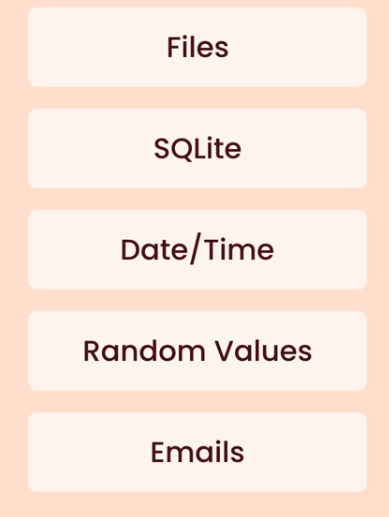 Files
SQLite
Date/Time
Random Values
Emails